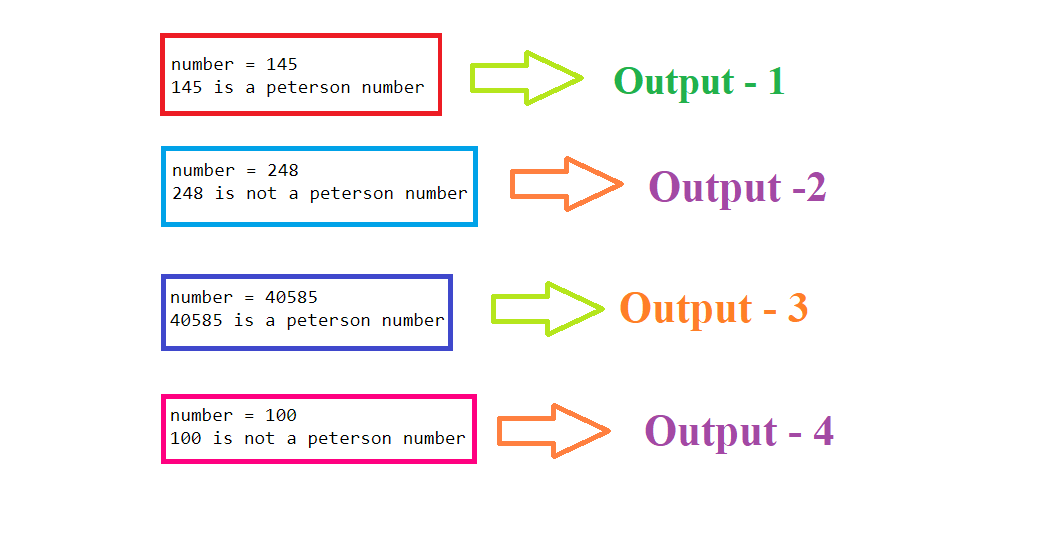 number = 145
145 is a peterson number
Output - 1
number = 248
248 is not a peterson number
Output -2
number = 40585
40585 is a peterson number
Output - 3
number = 100
100 is not a peterson number
Output - 4